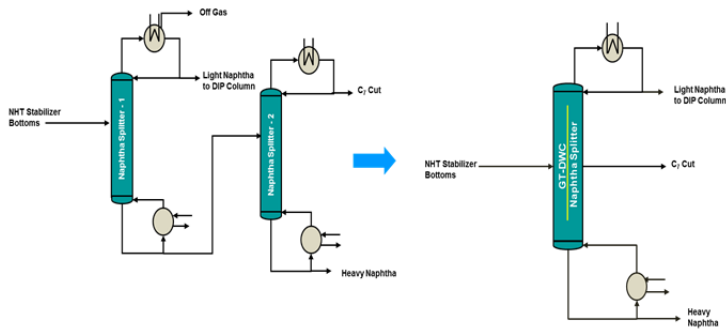 Off Gas
Light Naphtha
to DIP Column
NHT Stabilizer
Bottoms
Naphtha Splitter - 1
C₇ Cut
Naphtha Splitter - 2
Heavy Naphtha
Light Naphtha
to DIP Column
NHT Stabilizer
Bottoms
GT-DWC
Naphtha Splitter
C₇ Cut
Heavy
Naphtha